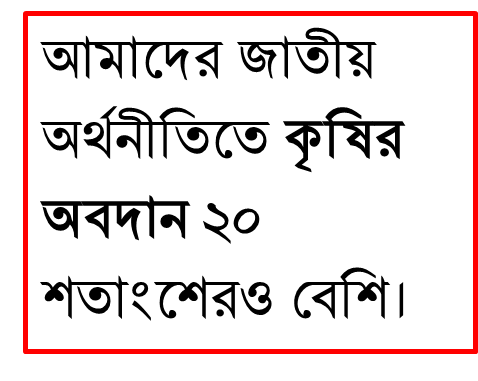 আমাদের জাতীয়
অর্থনীতিতে কৃষির
অবদান ২০
শতাংশেরও বেশি।